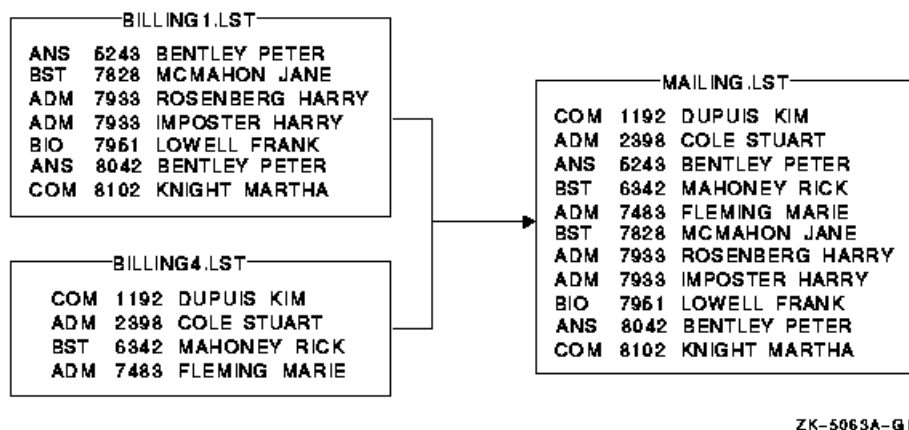 BILLING1.LST
ANS 5243 BENTLEY PETER
BST 7828 MCMAHON JANE
ADM 7933 ROSENBERG HARRY
ADM 7933 IMPOSTER HARRY
BIO 7951 LOWELL FRANK
ANS 8042 BENTLEY PETER
COM 8102 KNIGHT MARTHA
BILLING4.LST
COM 1192 DUPUIS KIM
ADM 2398 COLE STUART
BST 6342 MAHONEY RICK
ADM 7483 FLEMING MARIE
MAILING.LST
COM 1192 DUPUIS KIM
ADM 2398 COLE STUART
ANS 5243 BENTLEY PETER
BST 6342 MAHONEY RICK
ADM 7483 FLEMING MARIE
BST 7828 MCMAHON JANE
ADM 7933 ROSENBERG HARRY
ADM 7933 IMPOSTER HARRY
BIO 7951 LOWELL FRANK
ANS 8042 BENTLEY PETER
COM 8102 KNIGHT MARTHA
ZK-5063A-G